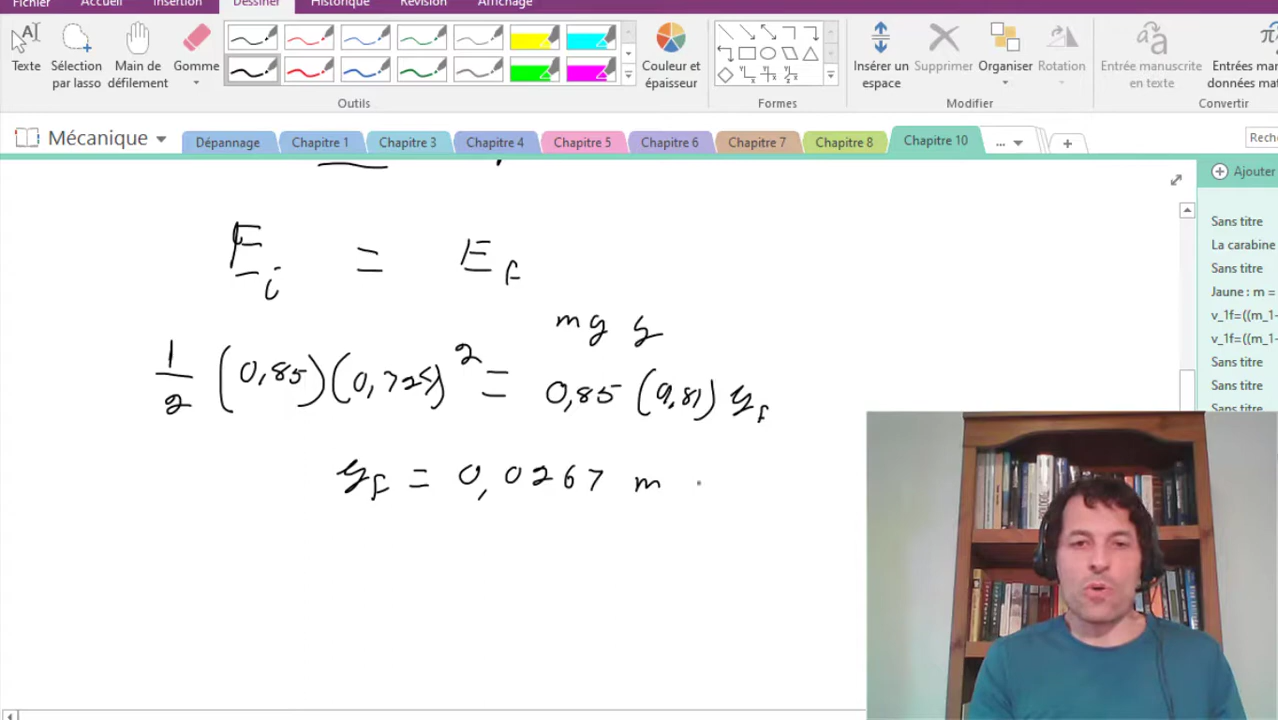 Fichier Accueil Insertion Dessiner Historique Révision Affichage
Texte
Sélection par lasso
Main de défilement
Gomme
Couleur et épaisseur
Insérer un espace
Supprimer
Organiser
Rotation
Entrée manuscrite en texte
Entrées ma
données mat
Outils
Formes
Modifier
Convertir
Mécanique
Dépannage Chapitre 1 Chapitre 3 Chapitre 4 Chapitre 5 Chapitre 6 Chapitre 7 Chapitre 8 Chapitre 10 ...
Reche
Ajouter
Sans titre
La carabine
Sans titre
Jaune : m =
v_1f=((m_1-
v_1f=((m_1-
Sans titre
Sans titre
Sans titre
E_i = E_f
m g y
1/2 (0,85)(0,725)^2 = 0,85 (9,81) y_f
y_f = 0,0267 m